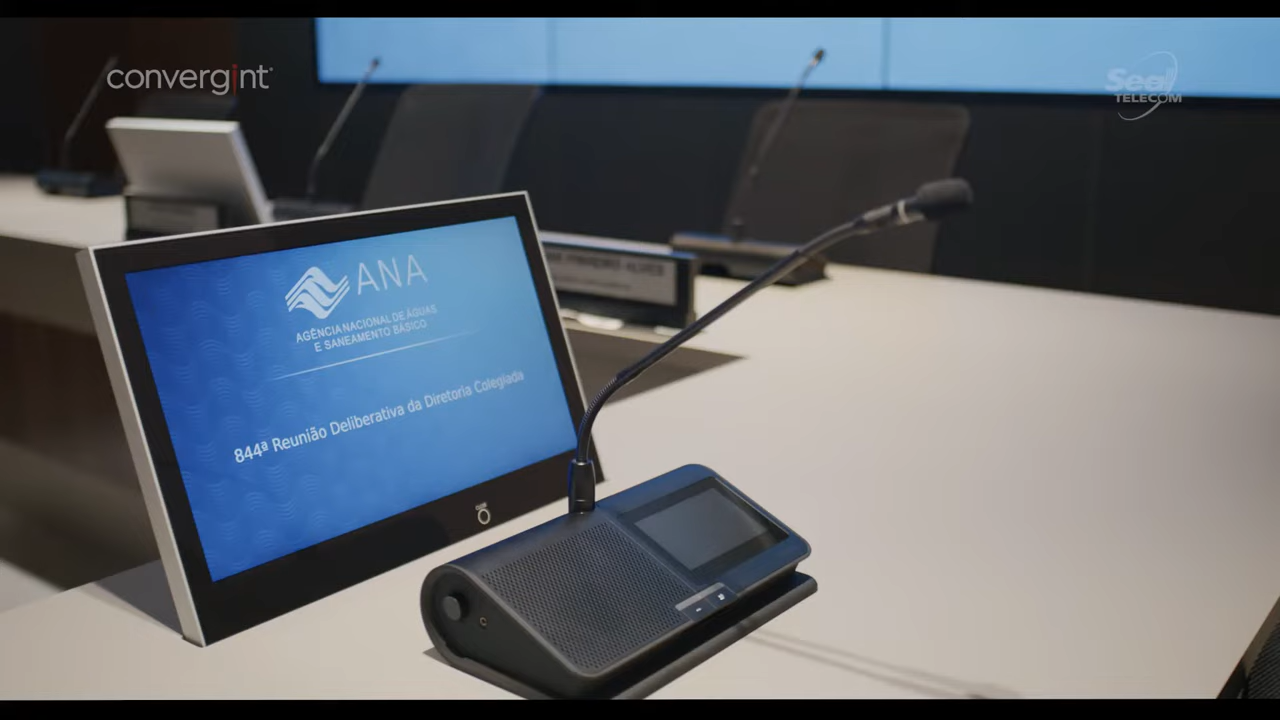 convergint
Seal
TELECOM
ANA
AGÊNCIA NACIONAL DE ÁGUAS
E SANEAMENTO BÁSICO
844ª Reunião Deliberativa da Diretoria Colegiada